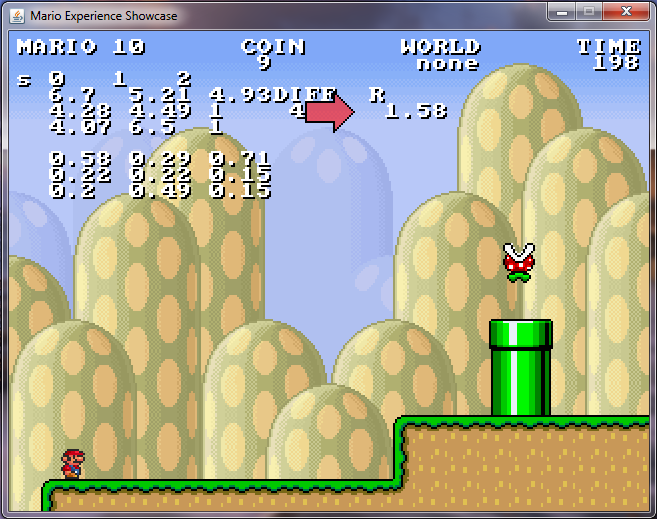 Mario Experience Showcase
MARIO 10 COIN WORLD TIME
9 none 198
s 0 1 2
6.7 5.21 4.93DIFF R
4.28 4.49 1 4 1.58
4.07 6.5 1
0.58 0.29 0.71
0.22 0.22 0.15
0.2 0.49 0.15